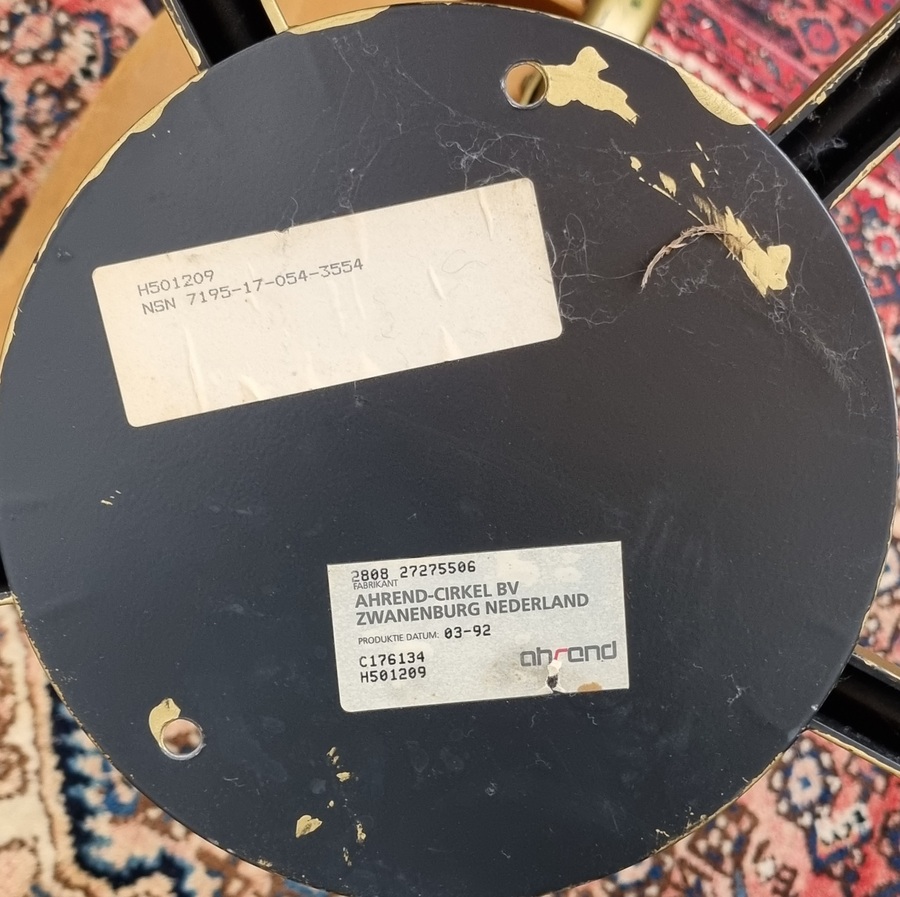 H501209
NSN 7195-17-054-3554
2808 27275506
FABRIKANT
AHREND-CIRKEL BV
ZWANENBURG NEDERLAND
PRODUKTIE DATUM: 03-92
C176134
H501209
ahrend